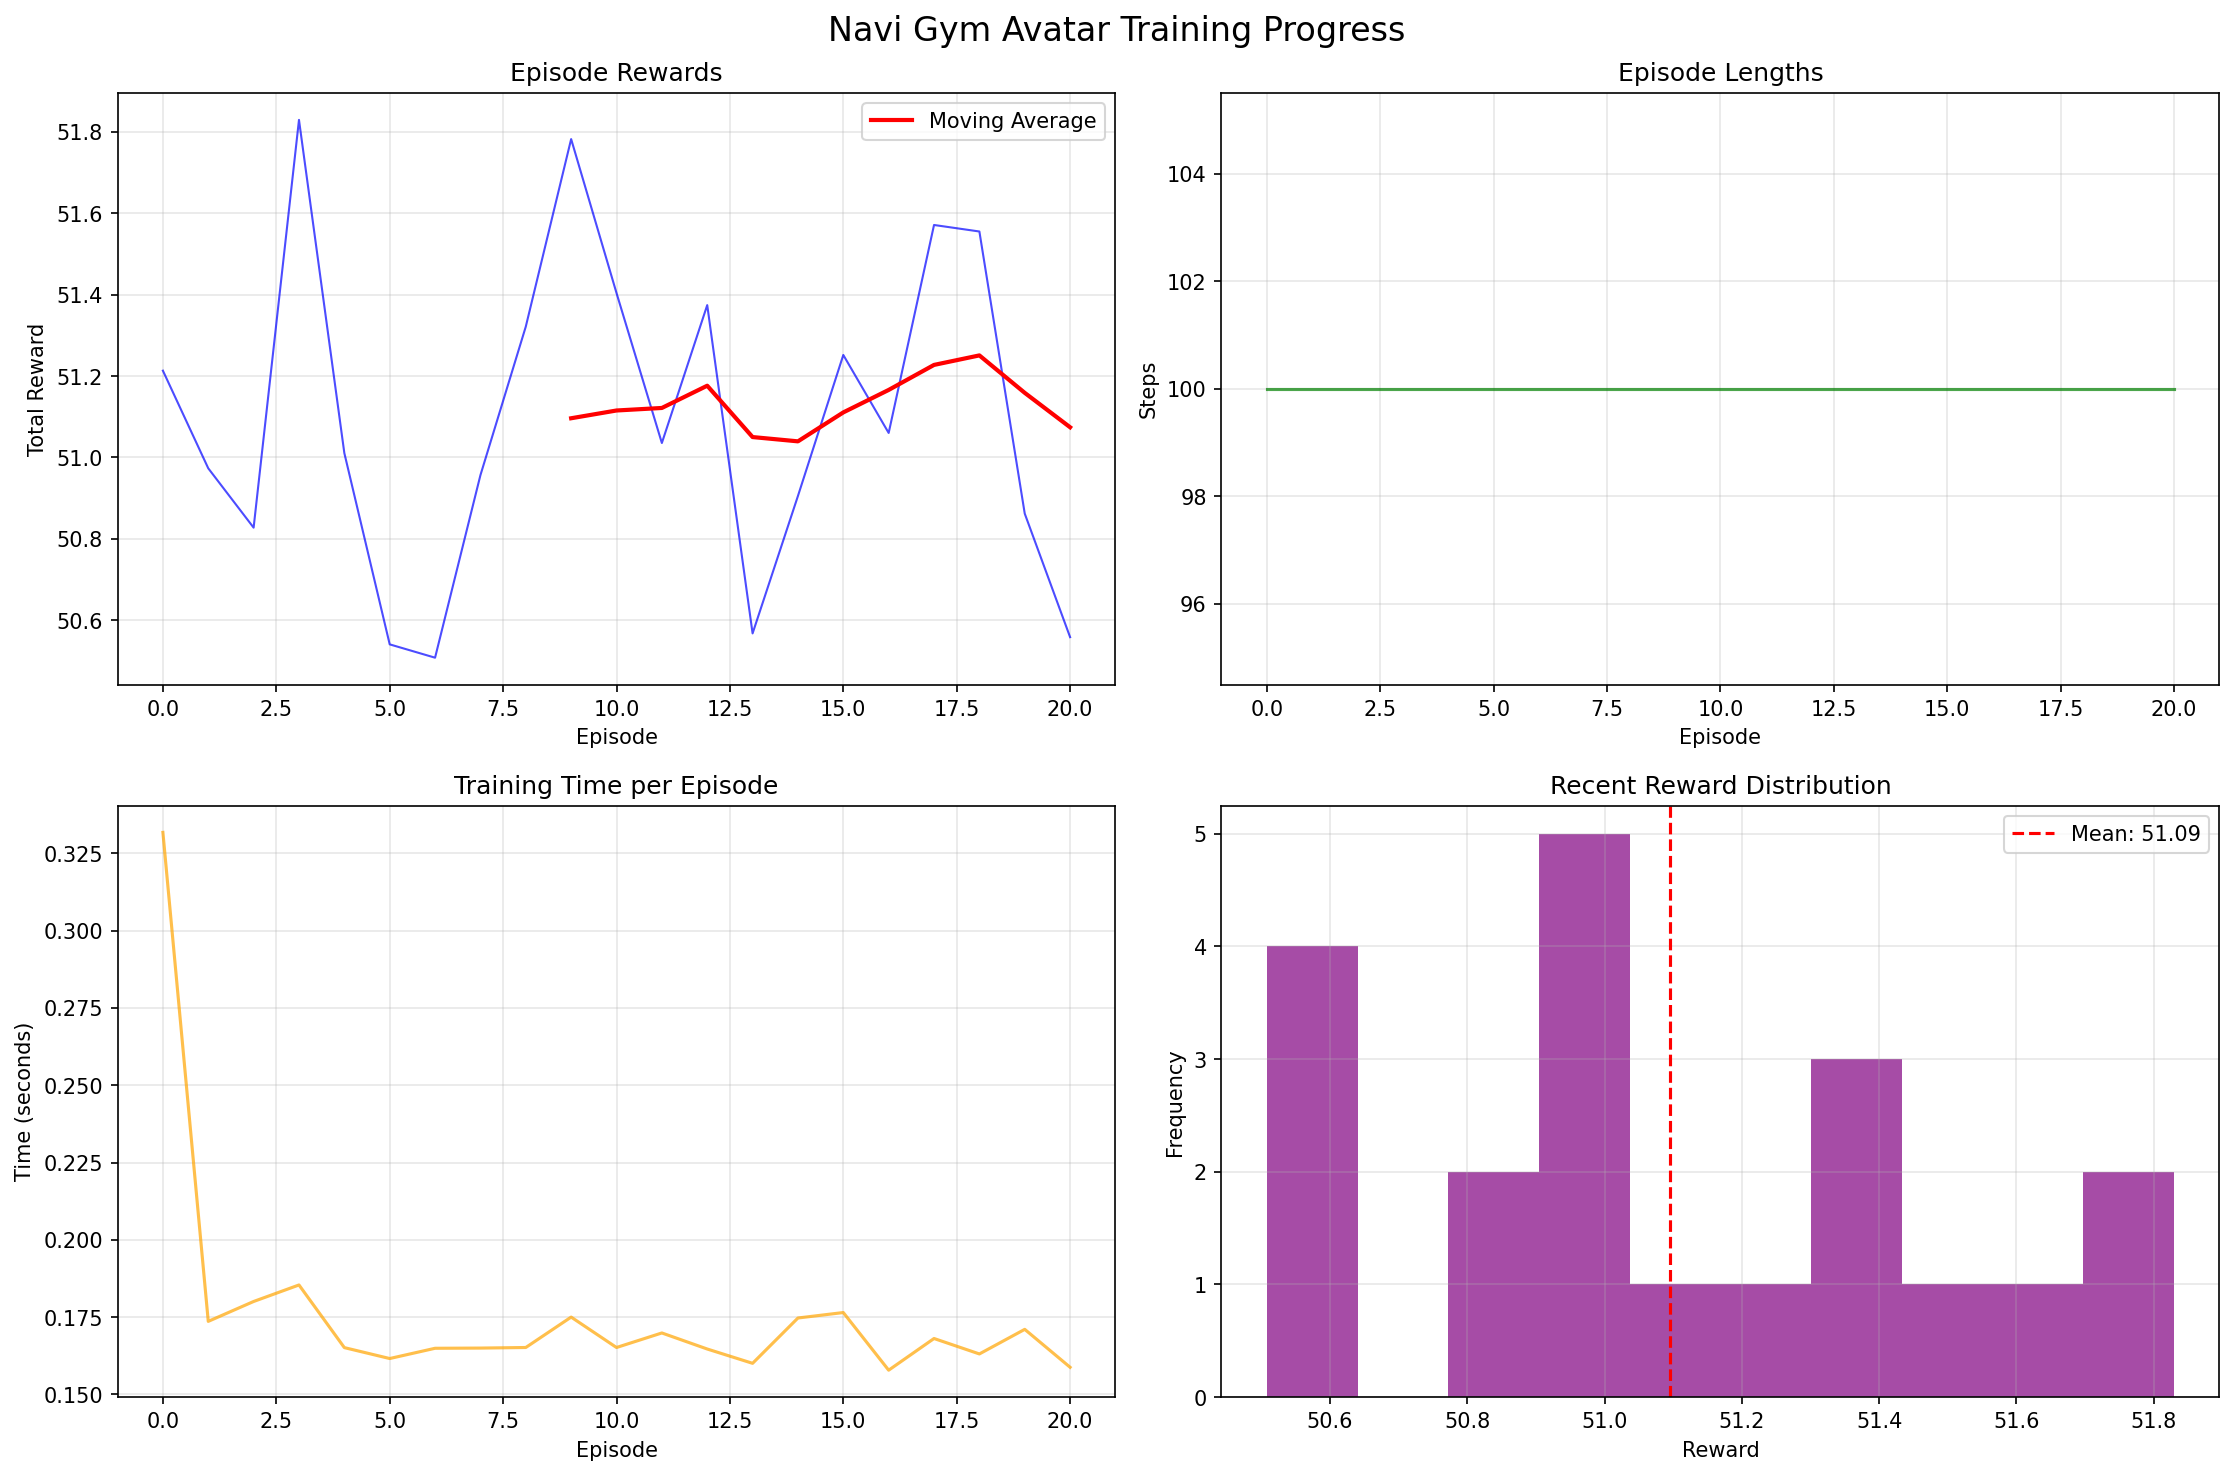 Navi Gym Avatar Training Progress
Episode Rewards
Moving Average
51.8
51.6
51.4
51.2
51.0
50.8
50.6
Total Reward
0.0 2.5 5.0 7.5 10.0 12.5 15.0 17.5 20.0
Episode
Episode Lengths
104
102
100
98
96
Steps
0.0 2.5 5.0 7.5 10.0 12.5 15.0 17.5 20.0
Episode
Training Time per Episode
0.325
0.300
0.275
0.250
0.225
0.200
0.175
0.150
Time (seconds)
0.0 2.5 5.0 7.5 10.0 12.5 15.0 17.5 20.0
Episode
Recent Reward Distribution
Mean: 51.09
5
4
3
2
1
0
Frequency
50.6 50.8 51.0 51.2 51.4 51.6 51.8
Reward